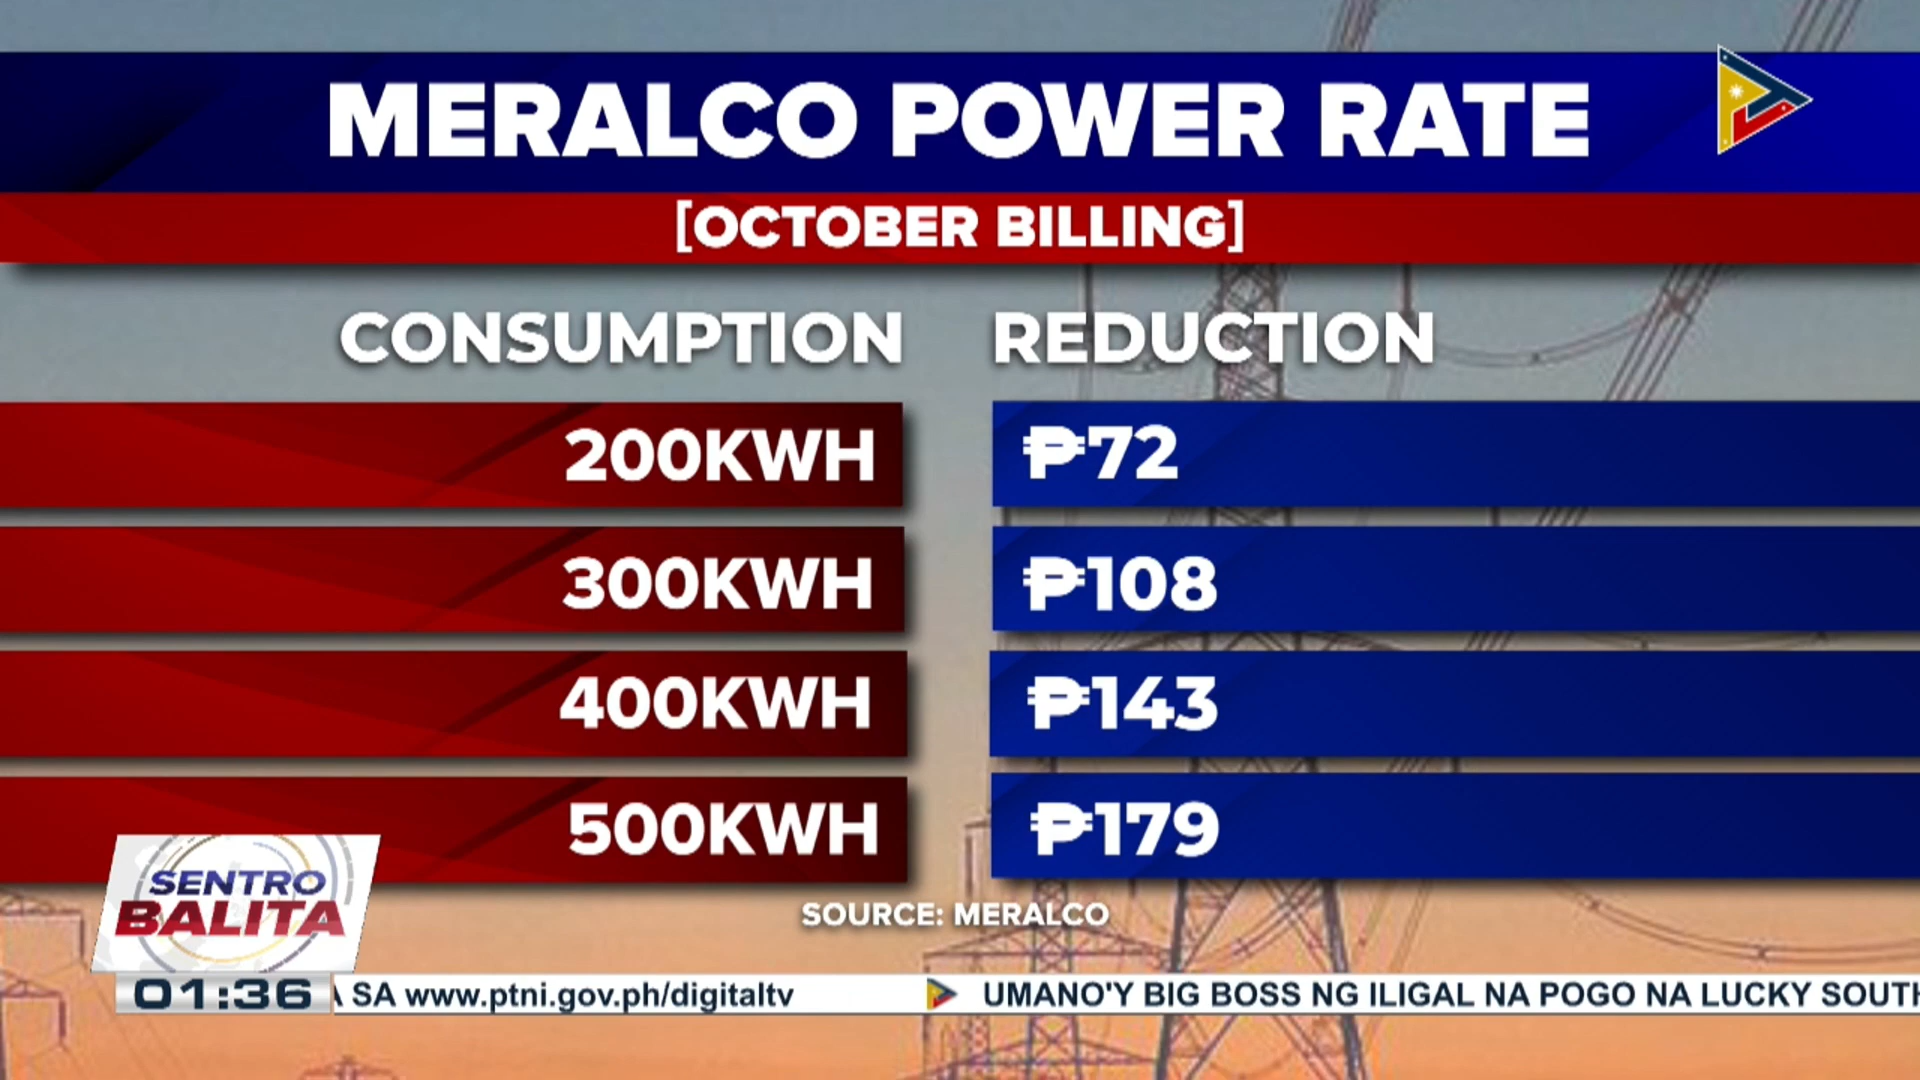 MERALCO POWER RATE
[OCTOBER BILLING]
CONSUMPTION REDUCTION
200KWH ₱72
300KWH ₱108
400KWH ₱143
500KWH ₱179
SOURCE: MERALCO
SENTRO
BALITA
01:36 SA www.ptni.gov.ph/digitaltv UMANO'Y BIG BOSS NG ILIGAL NA POGO NA LUCKY SOUTH